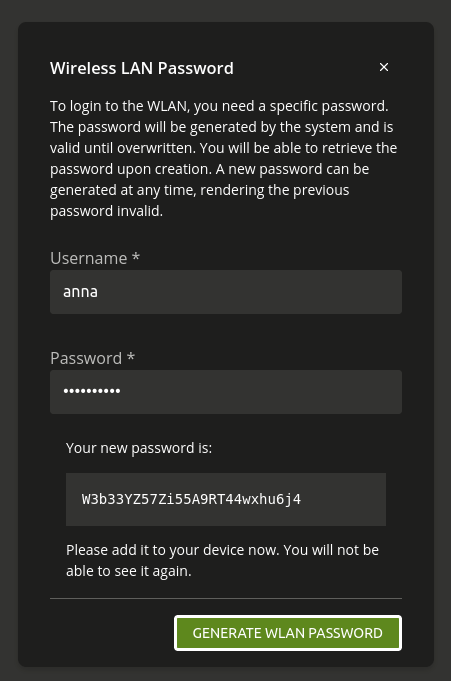 Wireless LAN Password ×
To login to the WLAN, you need a specific password.
The password will be generated by the system and is
valid until overwritten. You will be able to retrieve the
password upon creation. A new password can be
generated at any time, rendering the previous
password invalid.
Username *
anna
Password *
••••••••••
Your new password is:
W3b33YZ57Zi55A9RT44wxhu6j4
Please add it to your device now. You will not be
able to see it again.
GENERATE WLAN PASSWORD